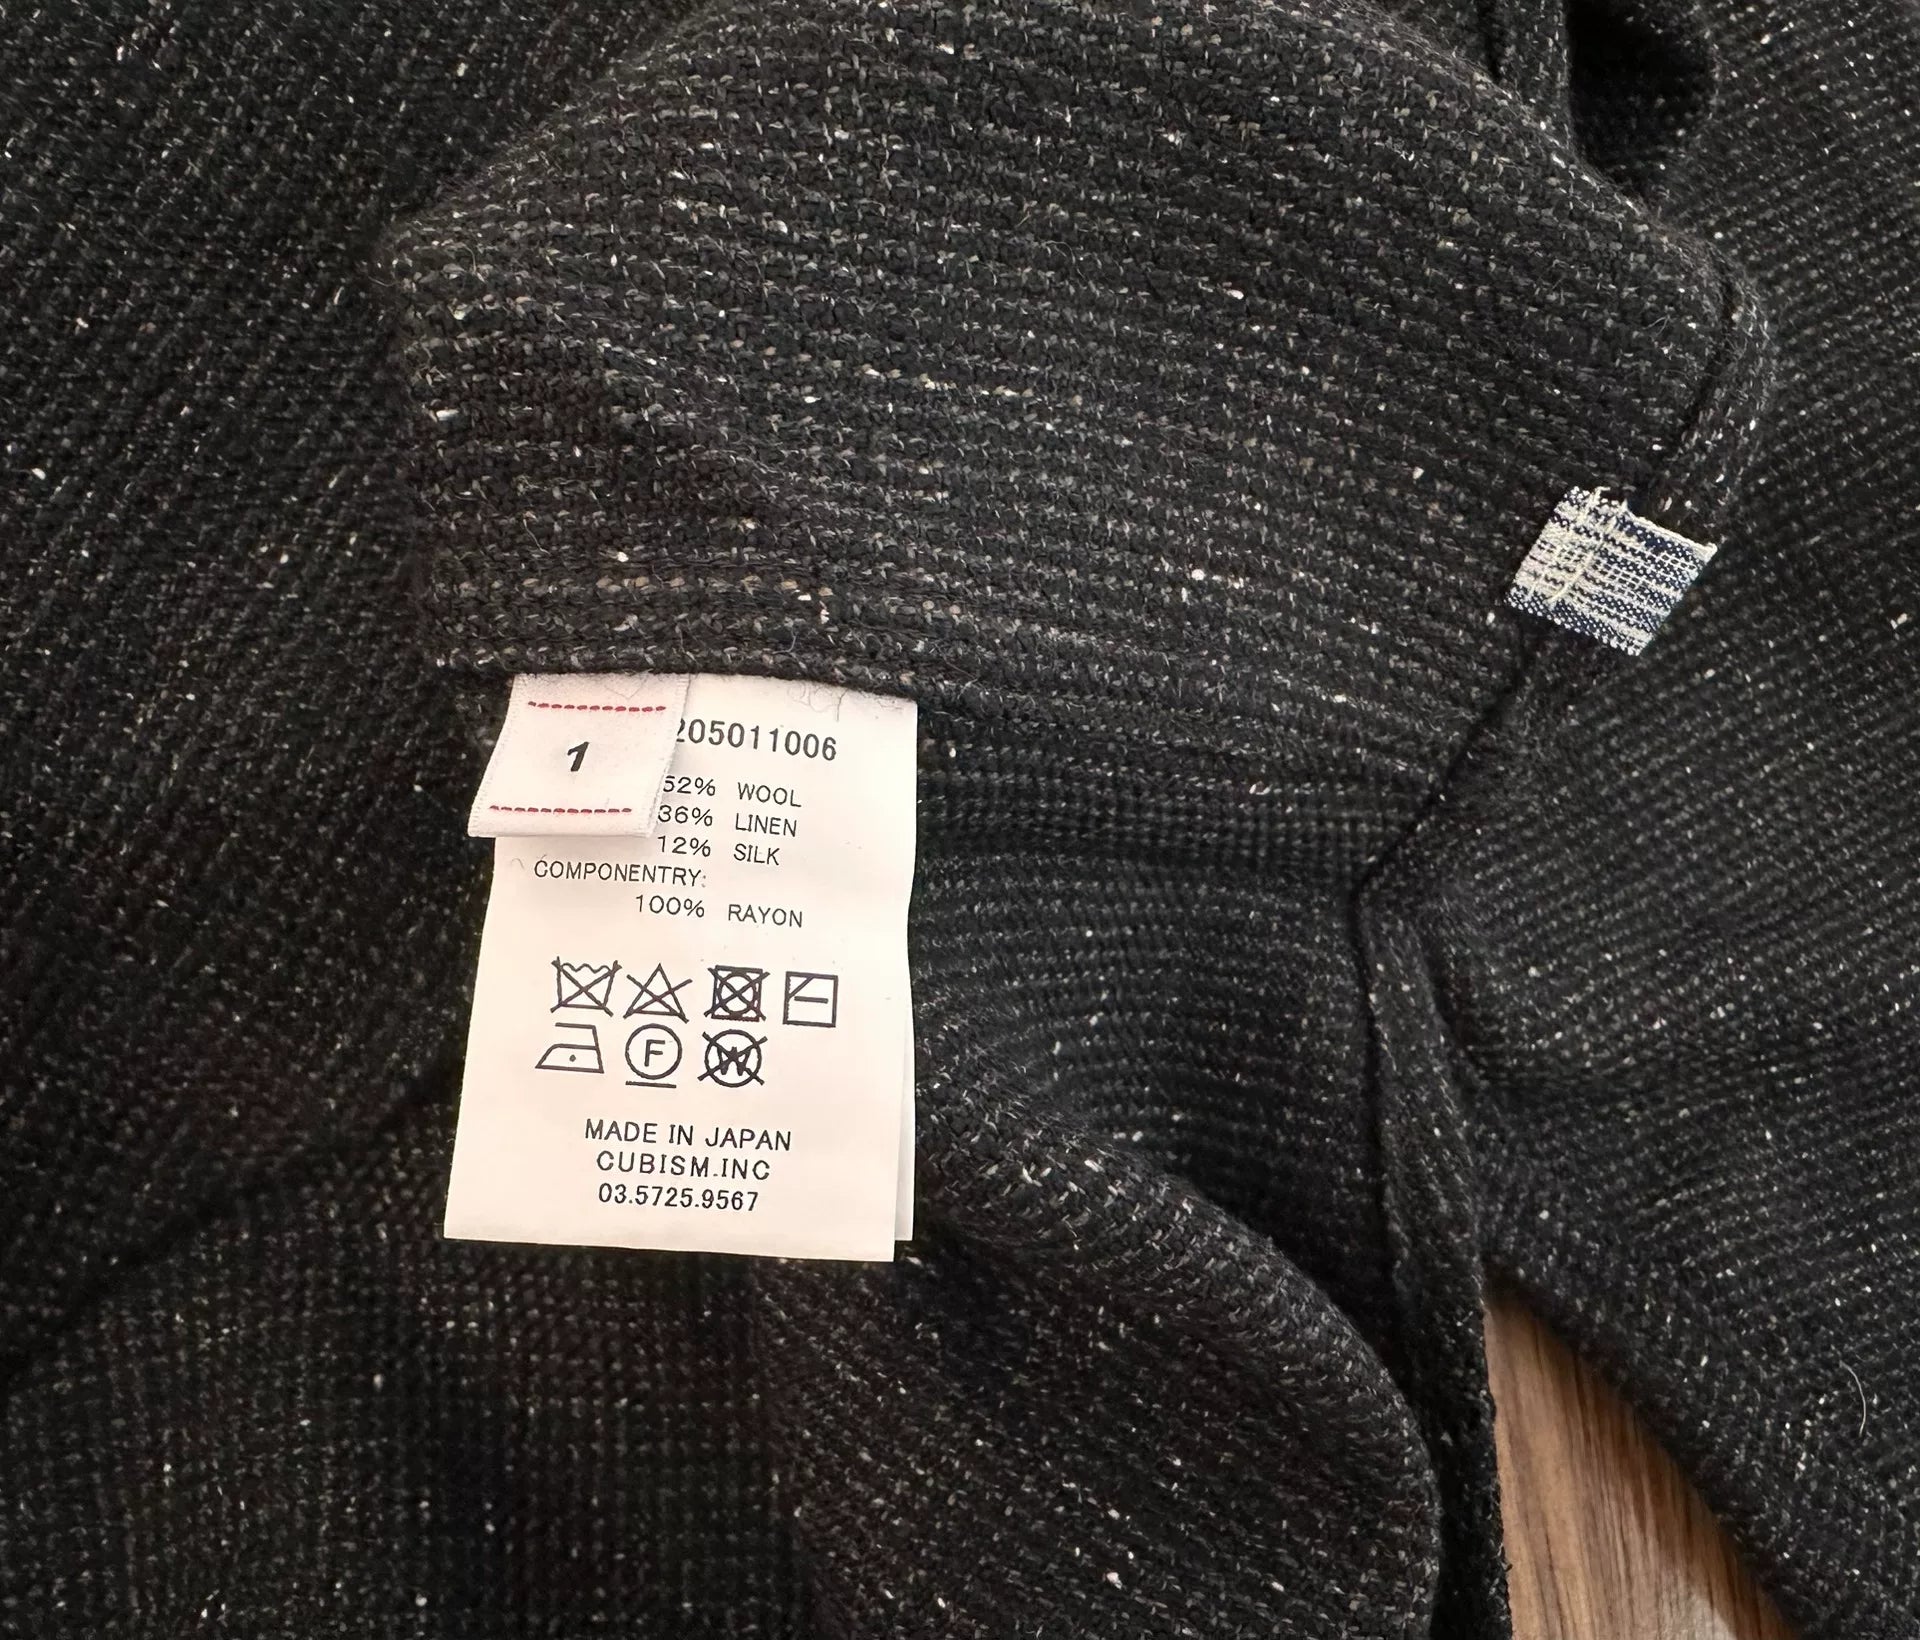 1
205011006
52% WOOL
36% LINEN
12% SILK
COMPONENTRY:
100% RAYON
F
W
MADE IN JAPAN
CUBISM.INC
03.5725.9567